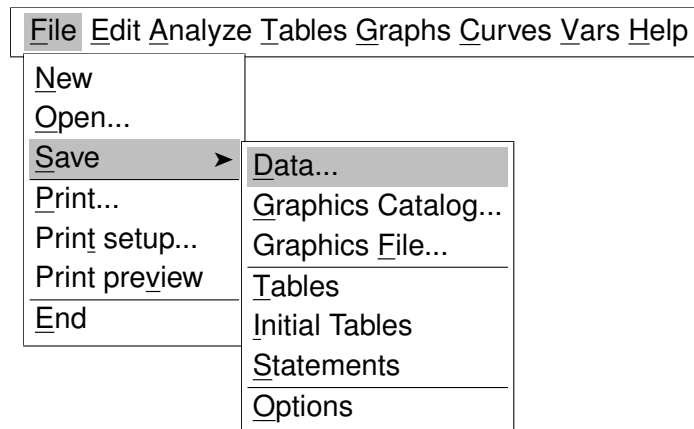 File Edit Analyze Tables Graphs Curves Vars Help
New
Open...
Save ➤
Print...
Print setup...
Print preview
End
Data...
Graphics Catalog...
Graphics File...
Tables
Initial Tables
Statements
Options